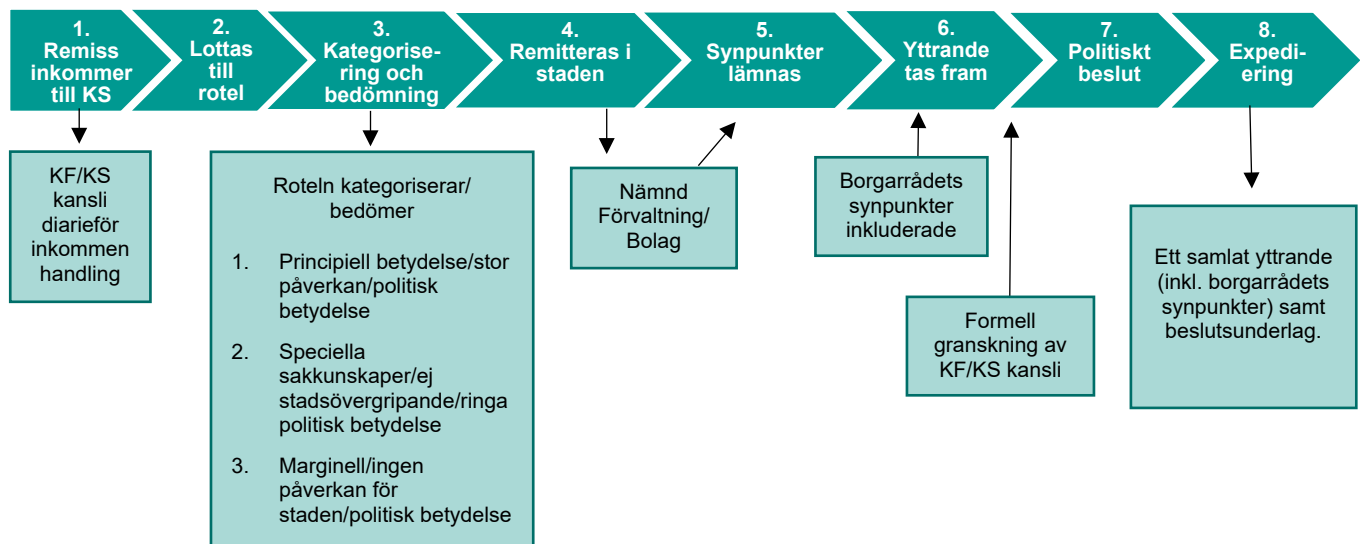 1.
Remiss
inkommer
till KS
2.
Lottas
till
rotel
3.
Kategorise-
ring och
bedömning
4.
Remitteras i
staden
5.
Synpunkter
lämnas
6.
Yttrande
tas fram
7.
Politiskt
beslut
8.
Expedi-
ering
KF/KS
kansli
diarieför
inkommen
handling
Roteln kategoriserar/
bedömer
1. Principiell betydelse/stor
påverkan/politisk
betydelse
2. Speciella
sakkunskaper/ej
stadsövergripande/ringa
politisk betydelse
3. Marginell/ingen
påverkan för
staden/politisk betydelse
Nämnd
Förvaltning/
Bolag
Borgarrådets
synpunkter
inkluderade
Formell
granskning av
KF/KS kansli
Ett samlat yttrande
(inkl. borgarrådets
synpunkter) samt
beslutsunderlag.